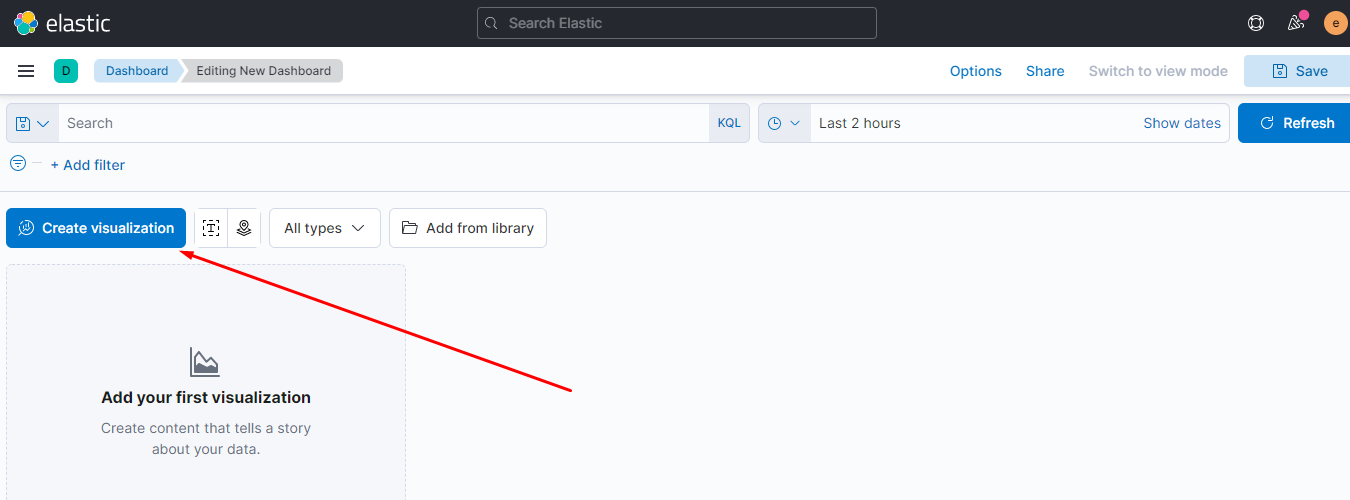 elastic
Search Elastic
e
D
Dashboard
Editing New Dashboard
Options
Share
Switch to view mode
Save
Search
KQL
Last 2 hours
Show dates
Refresh
+ Add filter
Create visualization
T
All types
Add from library
Add your first visualization
Create content that tells a story
about your data.